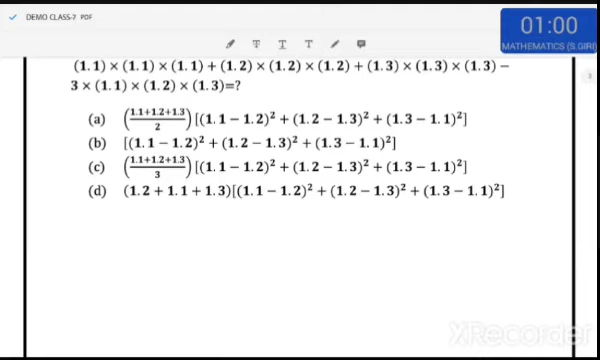 DEMO CLASS-7 PDF
01:00
MATHEMATICS (S.GIRI)
(1.1) × (1.1) × (1.1) + (1.2) × (1.2) × (1.2) + (1.3) × (1.3) × (1.3) −
3 × (1.1) × (1.2) × (1.3)=?
(a) ((1.1+1.2+1.3)/2) [(1.1 − 1.2)² + (1.2 − 1.3)² + (1.3 − 1.1)²]
(b) [(1.1 − 1.2)² + (1.2 − 1.3)² + (1.3 − 1.1)²]
(c) ((1.1+1.2+1.3)/3) [(1.1 − 1.2)² + (1.2 − 1.3)² + (1.3 − 1.1)²]
(d) (1.2 + 1.1 + 1.3)[(1.1 − 1.2)² + (1.2 − 1.3)² + (1.3 − 1.1)²]
XRecorder